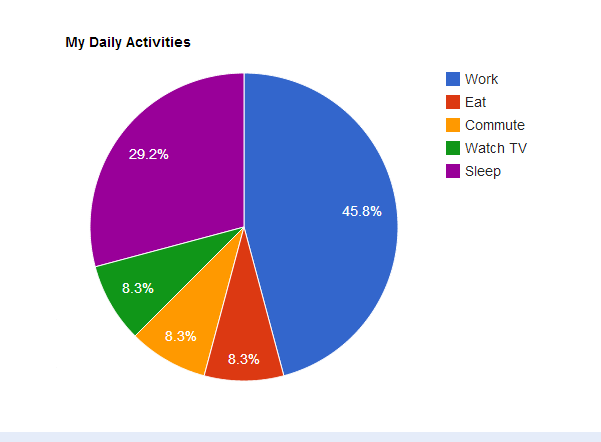 My Daily Activities
Work
Eat
Commute
Watch TV
Sleep
29.2%
45.8%
8.3%
8.3%
8.3%